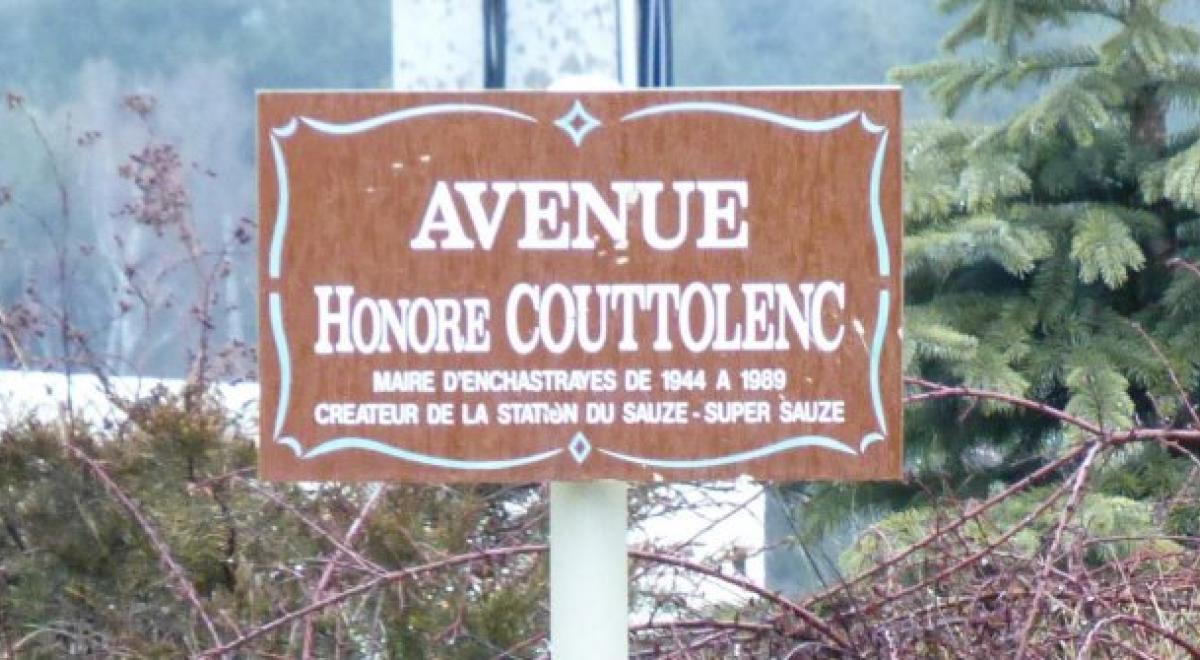 AVENUE
HONORE COUTTOLENC
MAIRE D'ENCHASTRAYES DE 1944 A 1989
CREATEUR DE LA STATION DU SAUZE - SUPER SAUZE